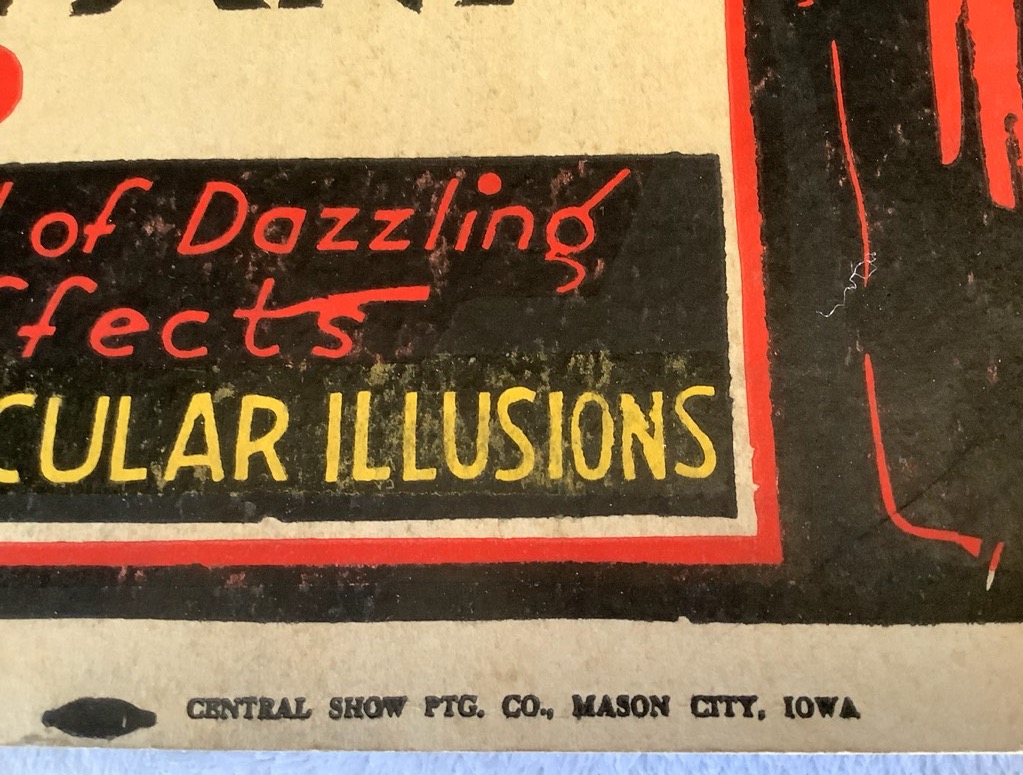 of Dazzling
ffects
CULAR ILLUSIONS
CENTRAL SHOW PTG. CO., MASON CITY, IOWA